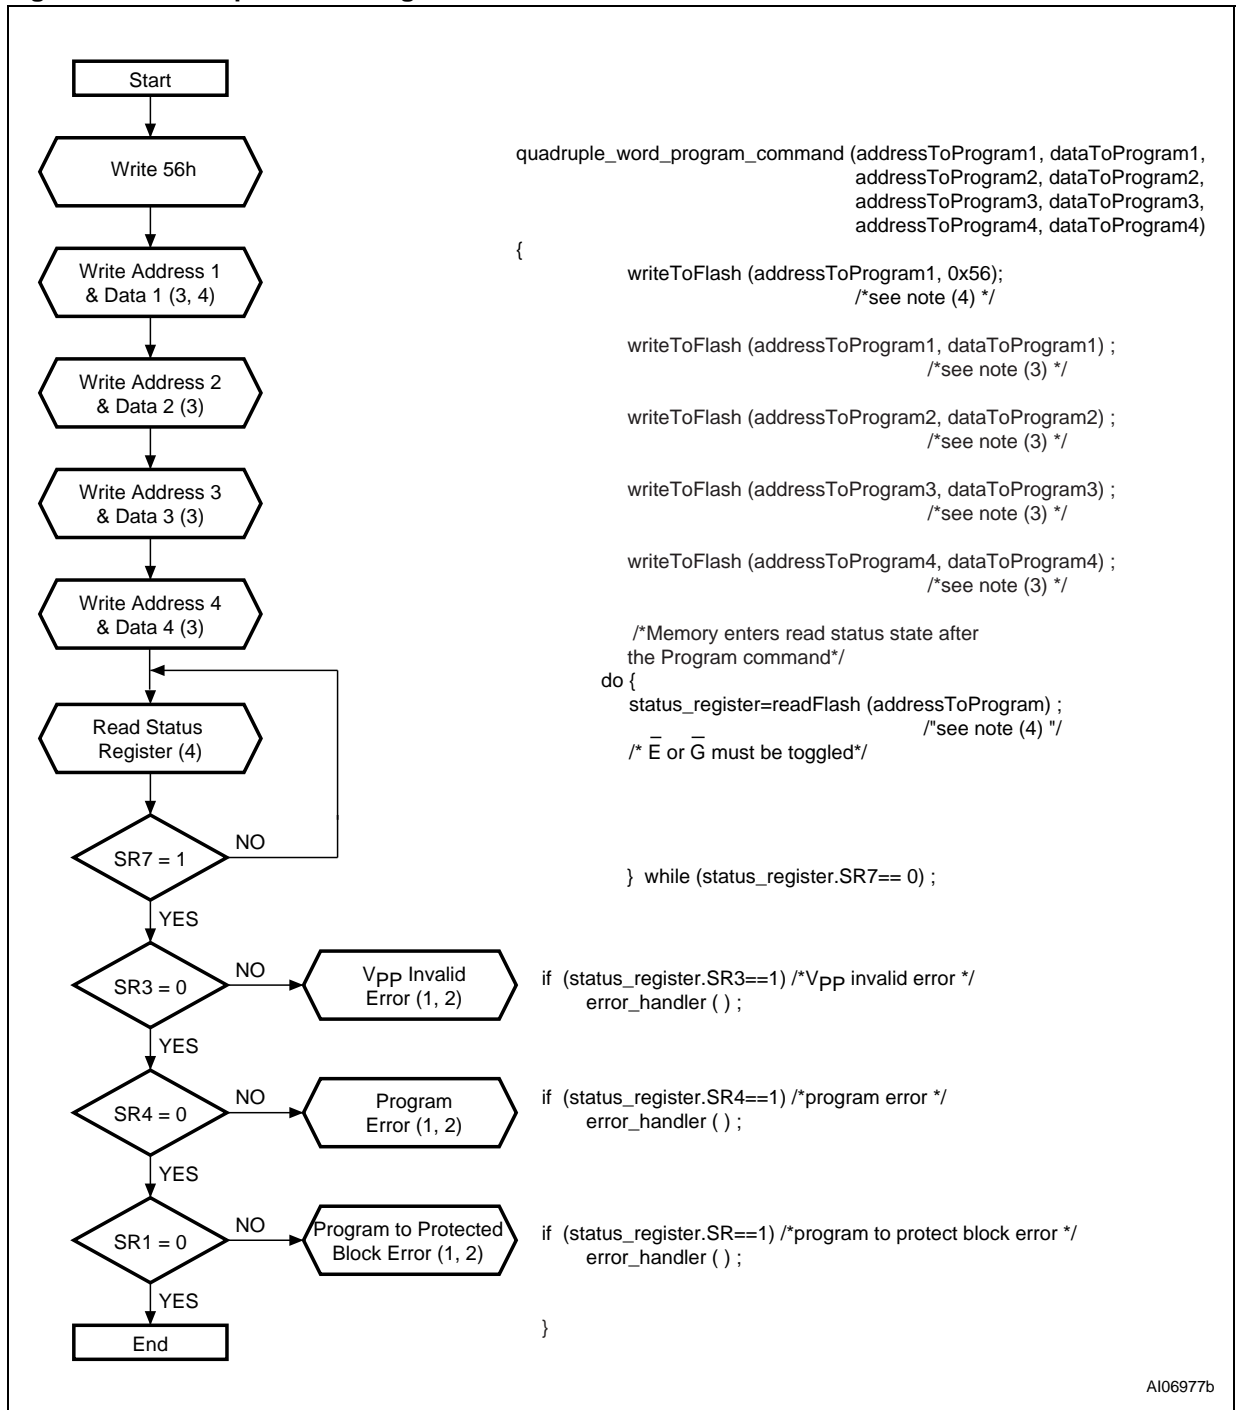 Start
Write 56h
Write Address 1
& Data 1 (3, 4)
Write Address 2
& Data 2 (3)
Write Address 3
& Data 3 (3)
Write Address 4
& Data 4 (3)
Read Status
Register (4)
SR7 = 1
NO
YES
SR3 = 0
NO
VPP Invalid
Error (1, 2)
YES
SR4 = 0
NO
Program
Error (1, 2)
YES
SR1 = 0
NO
Program to Protected
Block Error (1, 2)
YES
End
quadruple_word_program_command (addressToProgram1, dataToProgram1,
addressToProgram2, dataToProgram2,
addressToProgram3, dataToProgram3,
addressToProgram4, dataToProgram4)
{
writeToFlash (addressToProgram1, 0x56);
/*see note (4) */
writeToFlash (addressToProgram1, dataToProgram1) ;
/*see note (3) */
writeToFlash (addressToProgram2, dataToProgram2) ;
/*see note (3) */
writeToFlash (addressToProgram3, dataToProgram3) ;
/*see note (3) */
writeToFlash (addressToProgram4, dataToProgram4) ;
/*see note (3) */
/*Memory enters read status state after
the Program command*/
do {
status_register=readFlash (addressToProgram) ;
/"see note (4) "/
/* E̅ or G̅ must be toggled*/
} while (status_register.SR7== 0) ;
if (status_register.SR3==1) /*VPP invalid error */
error_handler ( ) ;
if (status_register.SR4==1) /*program error */
error_handler ( ) ;
if (status_register.SR==1) /*program to protect block error */
error_handler ( ) ;
}
AI06977b